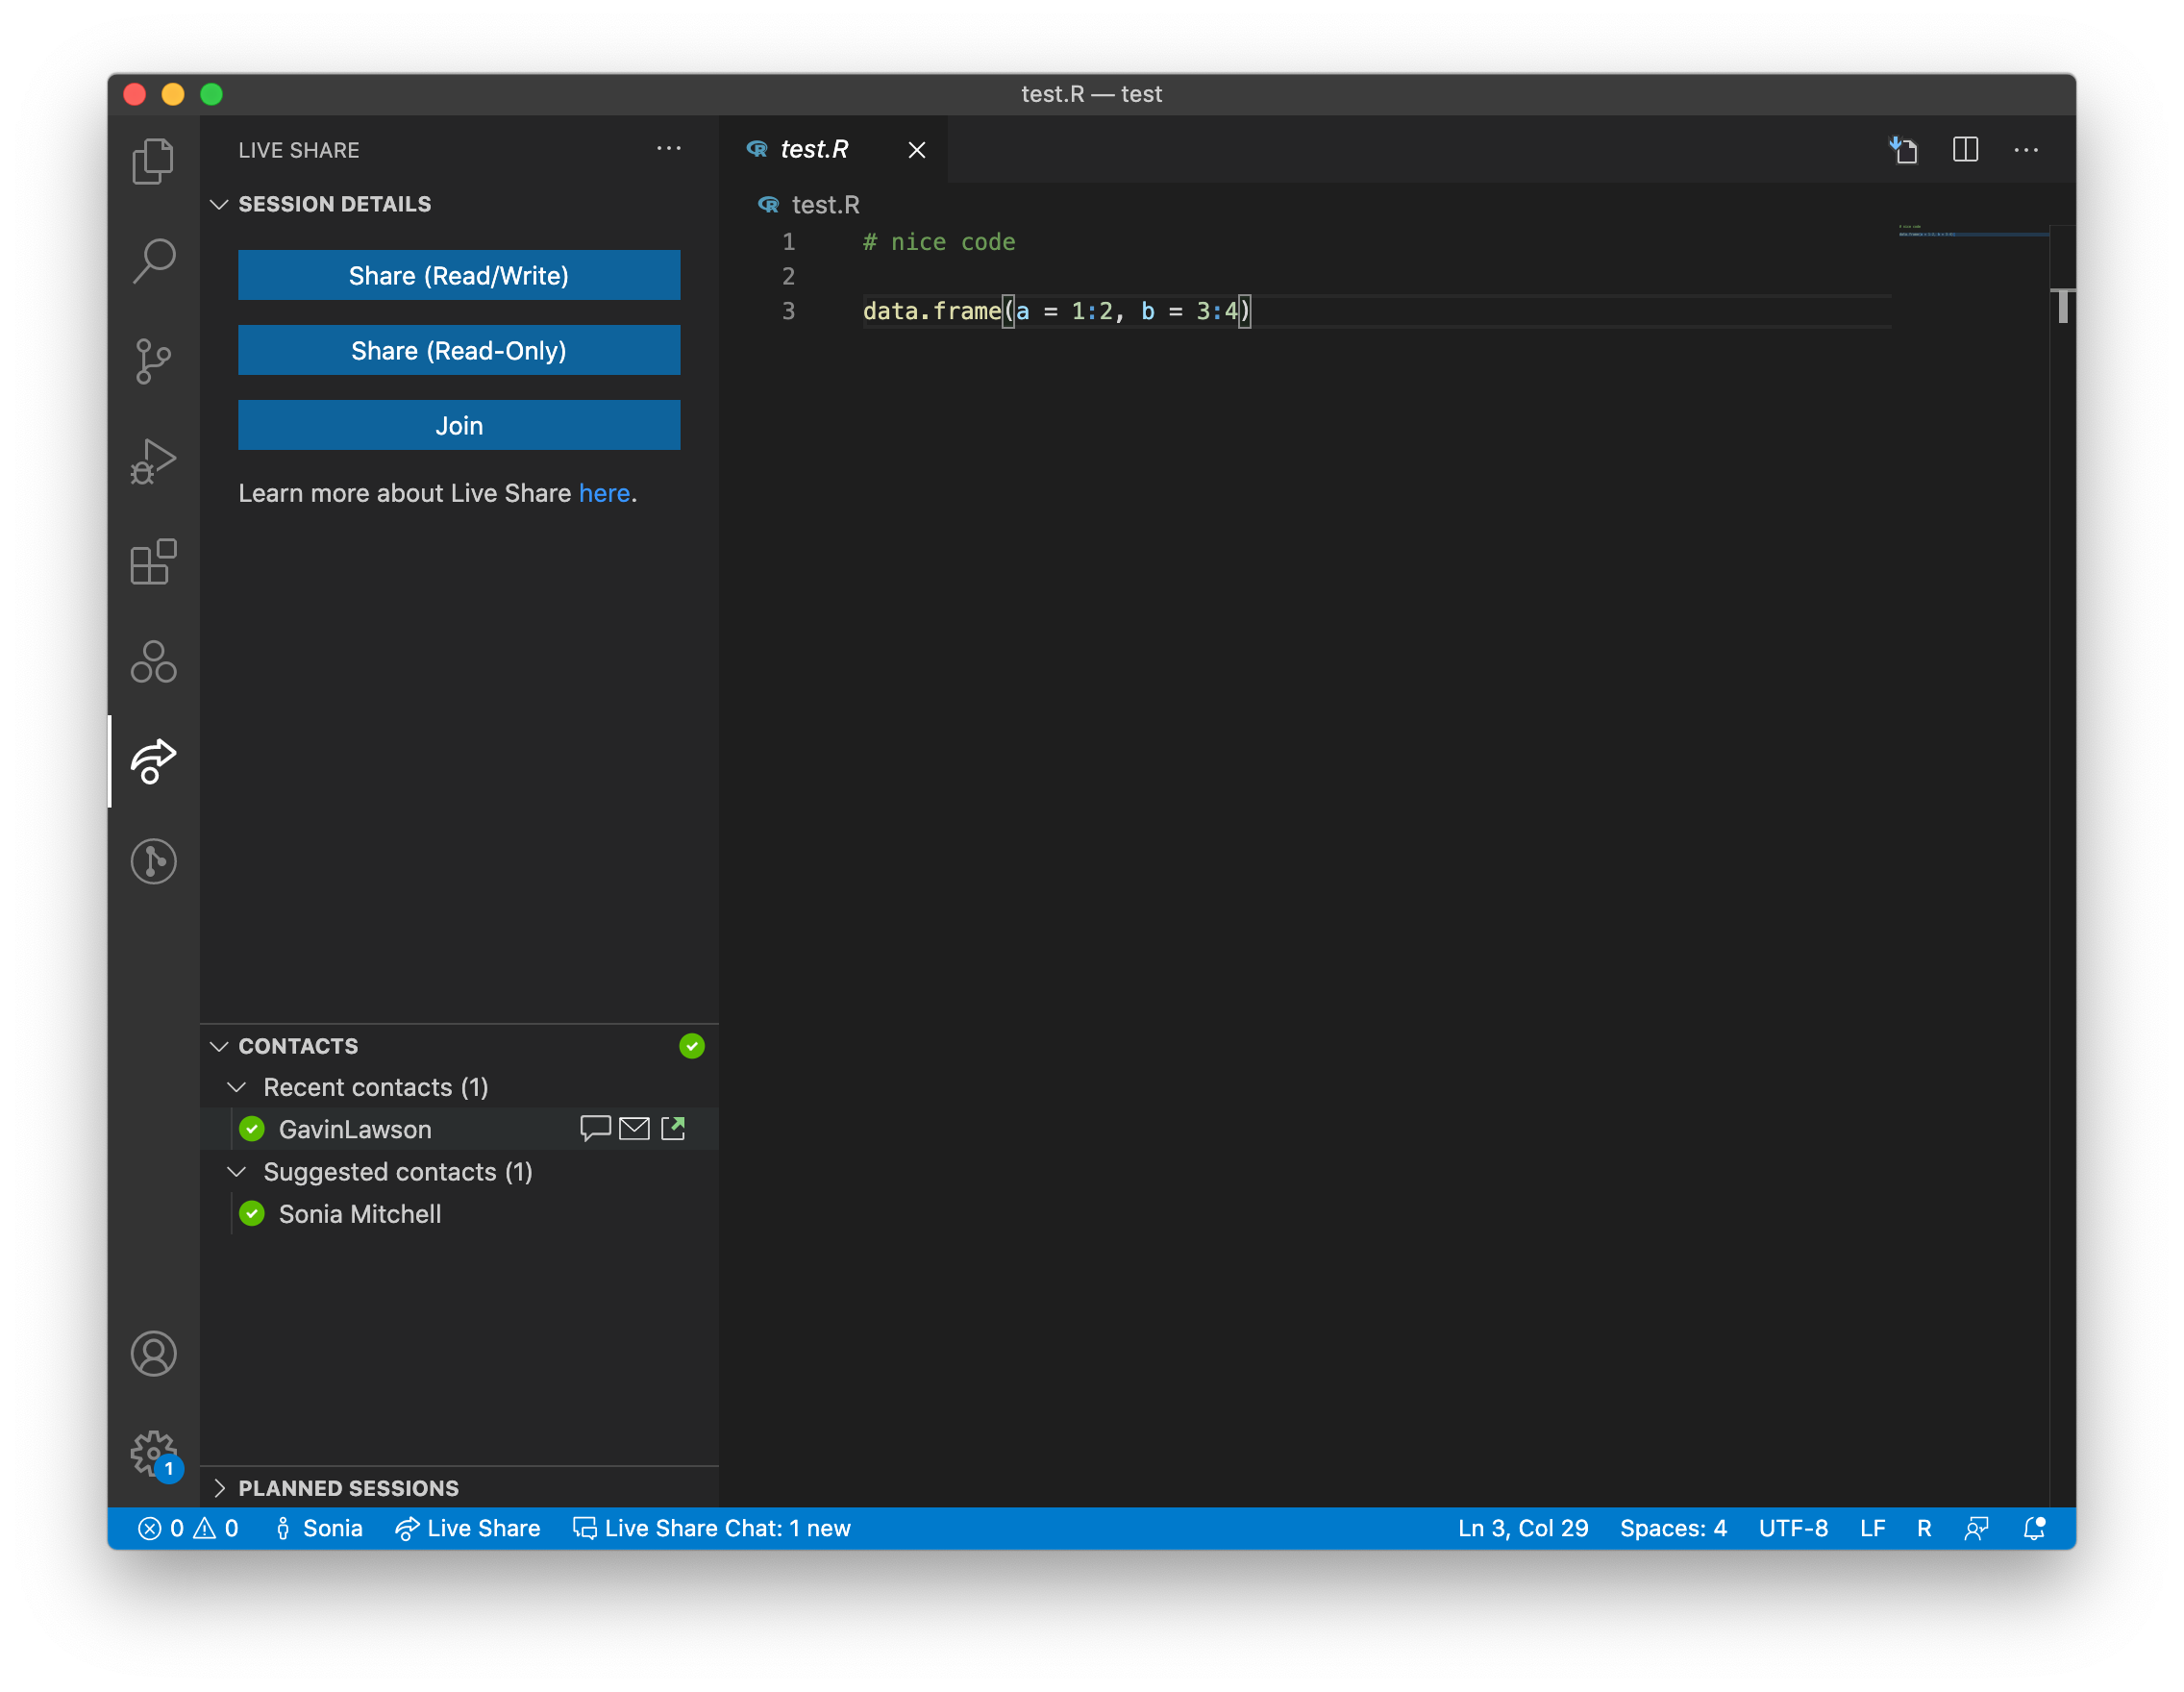 test.R — test
LIVE SHARE
SESSION DETAILS
Share (Read/Write)
Share (Read-Only)
Join
Learn more about Live Share here.
CONTACTS
Recent contacts (1)
GavinLawson
Suggested contacts (1)
Sonia Mitchell
PLANNED SESSIONS
test.R
test.R
1 # nice code
2
3 data.frame(a = 1:2, b = 3:4)
1
0 0 Sonia Live Share Live Share Chat: 1 new Ln 3, Col 29 Spaces: 4 UTF-8 LF R